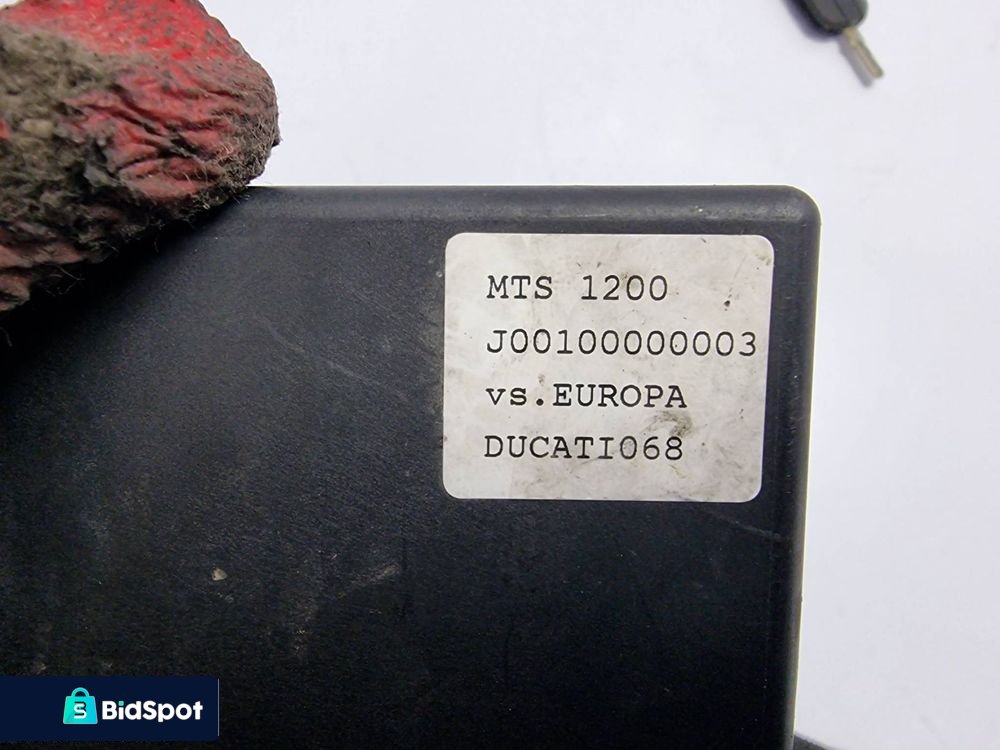 MTS 1200
J00100000003
vs.EUROPA
DUCATI068
BidSpot